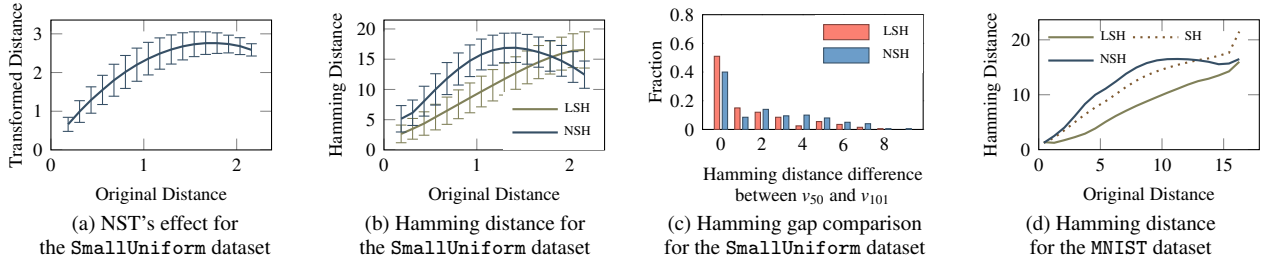 Transformed Distance
3
2
1
0
0
1
2
Original Distance
(a) NST's effect for
the SmallUniform dataset
Hamming Distance
20
15
10
5
0
0
1
2
LSH
NSH
Original Distance
(b) Hamming distance for
the SmallUniform dataset
Fraction
0.8
0.6
0.4
0.2
0
0
2
4
6
8
LSH
NSH
Hamming distance difference
between v50 and v101
(c) Hamming gap comparison
for the SmallUniform dataset
Hamming Distance
20
10
0
0
5
10
15
LSH
SH
NSH
Original Distance
(d) Hamming distance
for the MNIST dataset